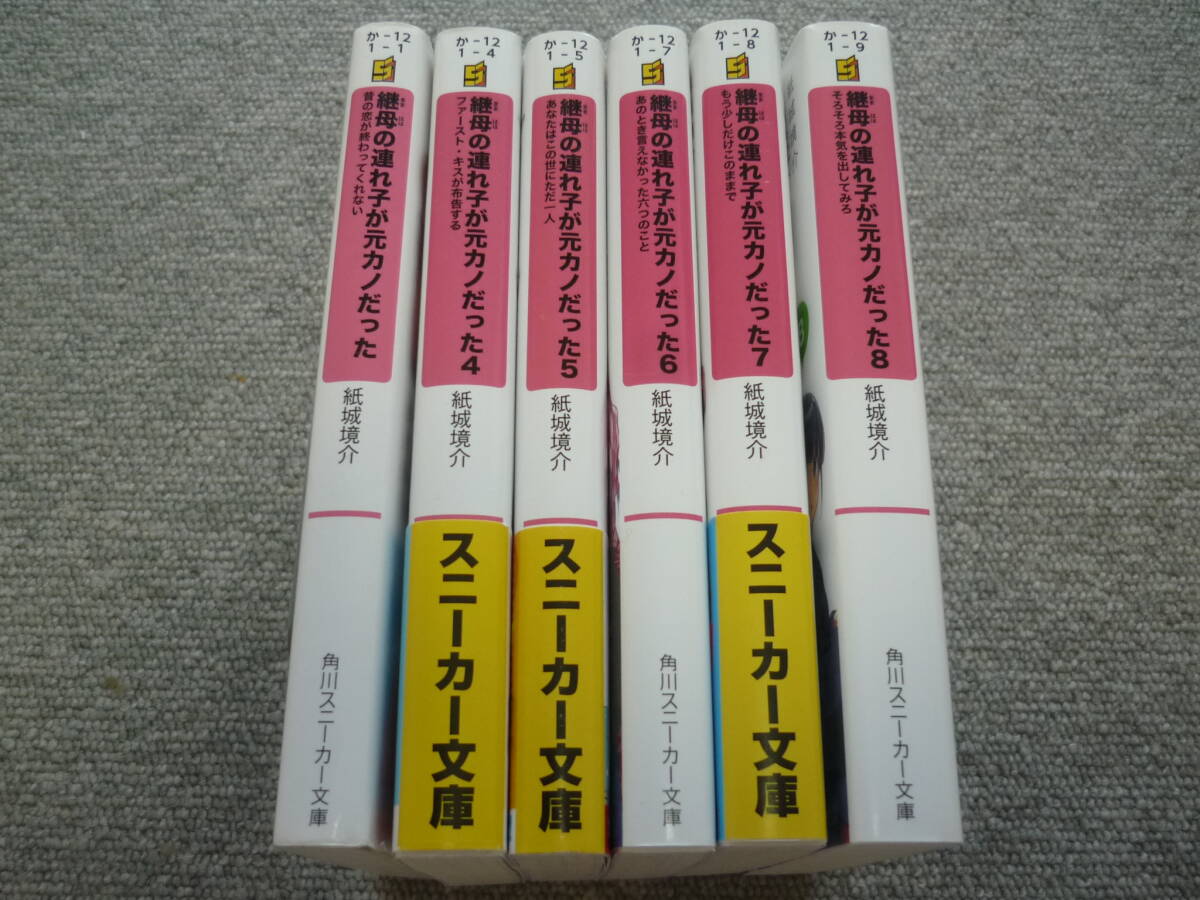 か-12
1-1
継母の連れ子が元カノだった
昔の恋が終わってくれない
紙城境介
角川スニーカー文庫
か-12
1-4
継母の連れ子が元カノだった4
ファースト・キスが布告する
紙城境介
スニーカー文庫
か-12
1-5
継母の連れ子が元カノだった5
あなたはこの世にただ一人
紙城境介
スニーカー文庫
か-12
1-7
継母の連れ子が元カノだった6
あのとき言えなかった六つのこと
紙城境介
角川スニーカー文庫
か-12
1-8
継母の連れ子が元カノだった7
もう少しだけこのままで
紙城境介
スニーカー文庫
か-12
1-9
継母の連れ子が元カノだった8
そろそろ本気を出してみろ
紙城境介
角川スニーカー文庫